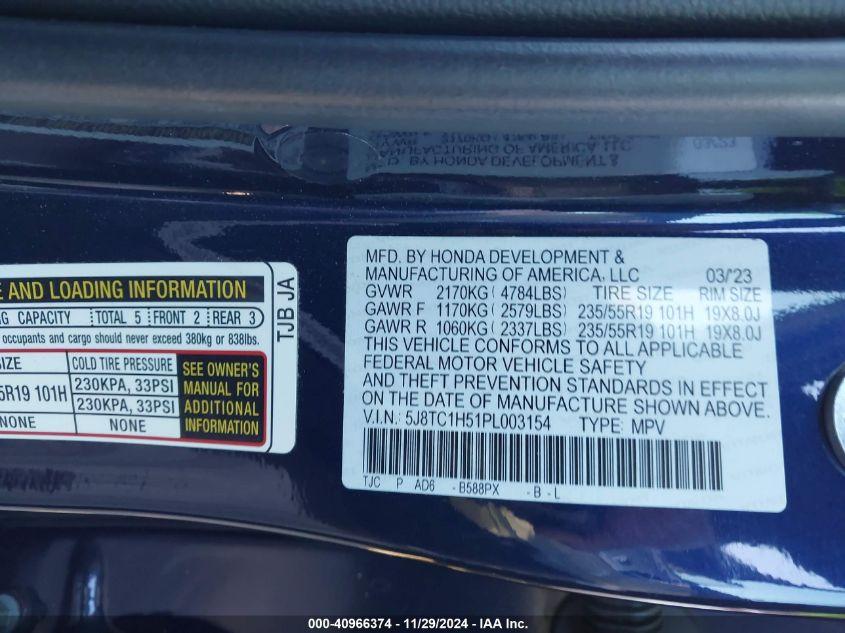 MFD. BY HONDA DEVELOPMENT &
MANUFACTURING OF AMERICA, LLC 03/'23
GVWR 2170KG ( 4784LBS) TIRE SIZE RIM SIZE
GAWR F 1170KG ( 2579LBS) 235/55R19 101H 19X8.0J
GAWR R 1060KG ( 2337LBS) 235/55R19 101H 19X8.0J
THIS VEHICLE CONFORMS TO ALL APPLICABLE
FEDERAL MOTOR VEHICLE SAFETY
AND THEFT PREVENTION STANDARDS IN EFFECT
ON THE DATE OF MANUFACTURE SHOWN ABOVE.
V.I.N.: 5J8TC1H51PL003154 TYPE: MPV
TJC P AD6 - B588PX - B - L
E AND LOADING INFORMATION
G CAPACITY TOTAL 5 FRONT 2 REAR 3
occupants and cargo should never exceed 380kg or 838lbs.
SIZE COLD TIRE PRESSURE
5R19 101H 230KPA, 33PSI
230KPA, 33PSI
NONE NONE
SEE OWNER'S
MANUAL FOR
ADDITIONAL
INFORMATION
TJB JA
000-40966374 - 11/29/2024 - IAA Inc.